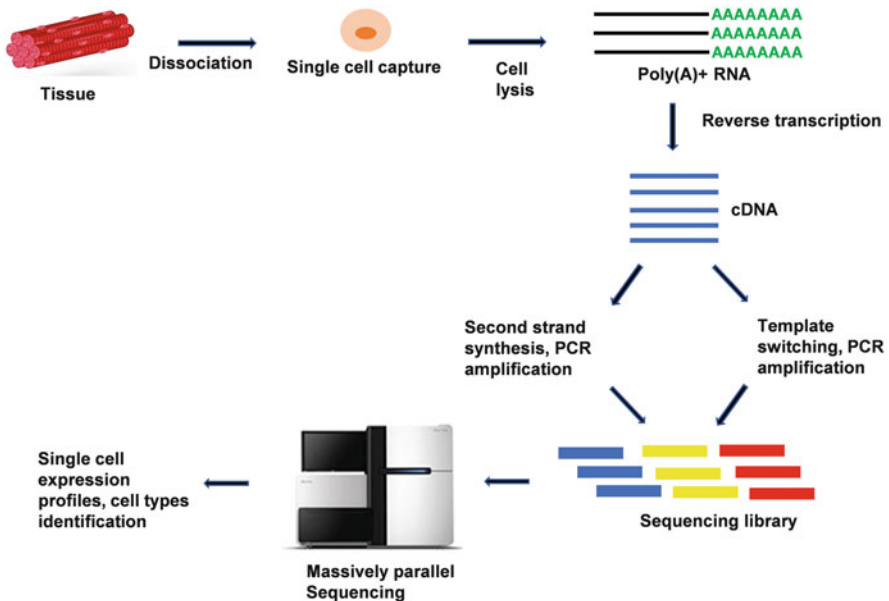 Tissue
Dissociation
Single cell capture
Cell
lysis
AAAAAAAA
AAAAAAAA
AAAAAAAA
Poly(A)+ RNA
Reverse transcription
cDNA
Second strand
synthesis, PCR
amplification
Template
switching, PCR
amplification
Sequencing library
Massively parallel
Sequencing
Single cell
expression
profiles, cell types
identification